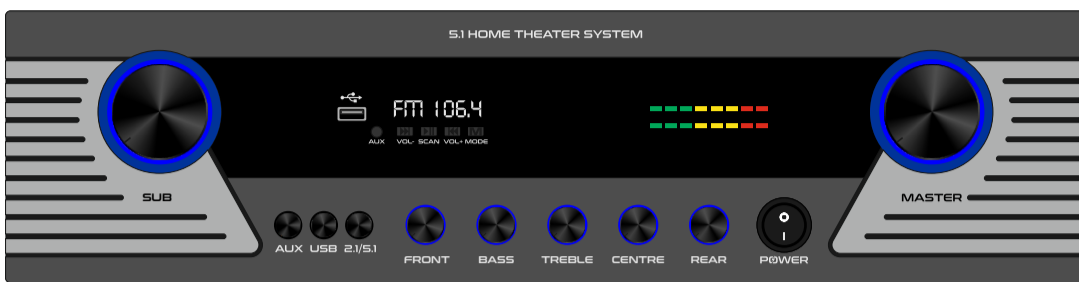 5.1 HOME THEATER SYSTEM
FM 106.4
AUX VOL- SCAN VOL+ MODE
SUB
MASTER
AUX USB 2.1/5.1
FRONT BASS TREBLE CENTRE REAR POWER